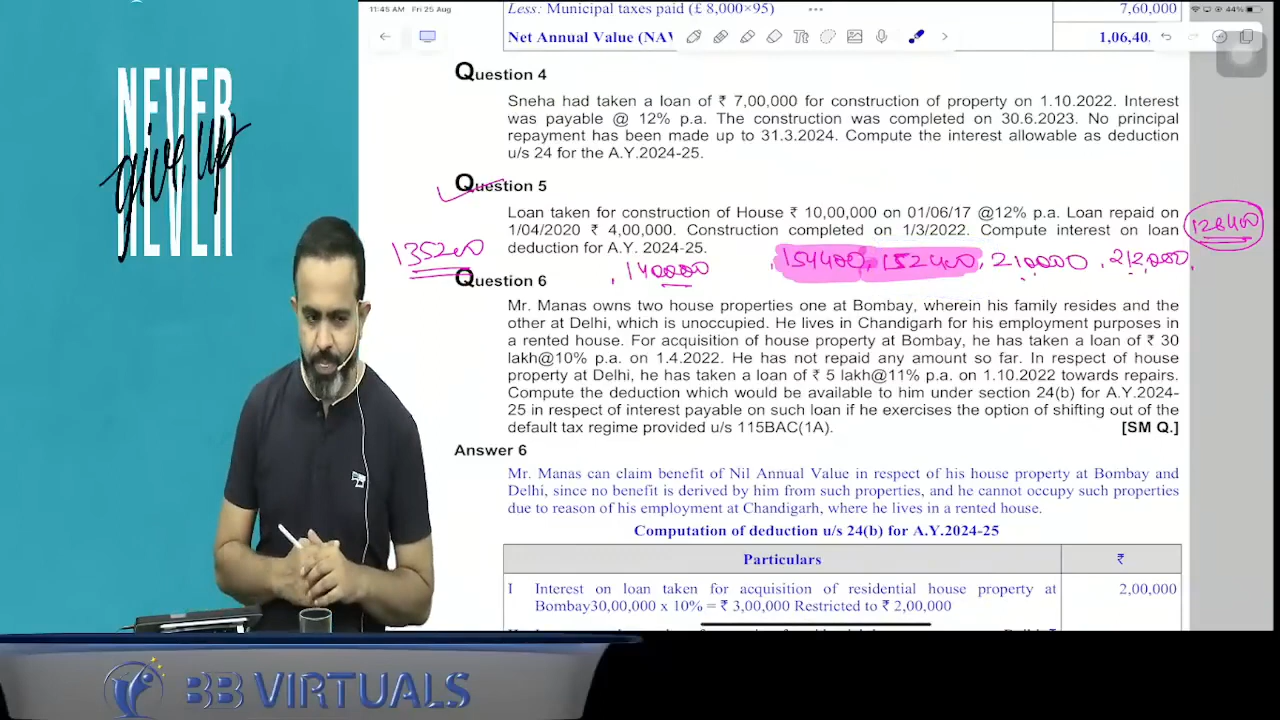 11:45 AM Fri 25 Aug
44%
Less: Municipal taxes paid (£ 8,000×95)
7,60,000
Net Annual Value (NAV
1,06,40
NEVER
give up
NEVER
Question 4
Sneha had taken a loan of ₹ 7,00,000 for construction of property on 1.10.2022. Interest
was payable @ 12% p.a. The construction was completed on 30.6.2023. No principal
repayment has been made up to 31.3.2024. Compute the interest allowable as deduction
u/s 24 for the A.Y.2024-25.
Question 5
Loan taken for construction of House ₹ 10,00,000 on 01/06/17 @12% p.a. Loan repaid on
1/04/2020 ₹ 4,00,000. Construction completed on 1/3/2022. Compute interest on loan
deduction for A.Y. 2024-25.
128400
135200
, 140000 , 154400, 152400, 210000, 212000,
Question 6
Mr. Manas owns two house properties one at Bombay, wherein his family resides and the
other at Delhi, which is unoccupied. He lives in Chandigarh for his employment purposes in
a rented house. For acquisition of house property at Bombay, he has taken a loan of ₹ 30
lakh@10% p.a. on 1.4.2022. He has not repaid any amount so far. In respect of house
property at Delhi, he has taken a loan of ₹ 5 lakh@11% p.a. on 1.10.2022 towards repairs.
Compute the deduction which would be available to him under section 24(b) for A.Y.2024-
25 in respect of interest payable on such loan if he exercises the option of shifting out of the
default tax regime provided u/s 115BAC(1A). [SM Q.]
Answer 6
Mr. Manas can claim benefit of Nil Annual Value in respect of his house property at Bombay and
Delhi, since no benefit is derived by him from such properties, and he cannot occupy such properties
due to reason of his employment at Chandigarh, where he lives in a rented house.
Computation of deduction u/s 24(b) for A.Y.2024-25
Particulars ₹
I Interest on loan taken for acquisition of residential house property at
Bombay30,00,000 x 10% = ₹ 3,00,000 Restricted to ₹ 2,00,000
2,00,000
BB VIRTUALS